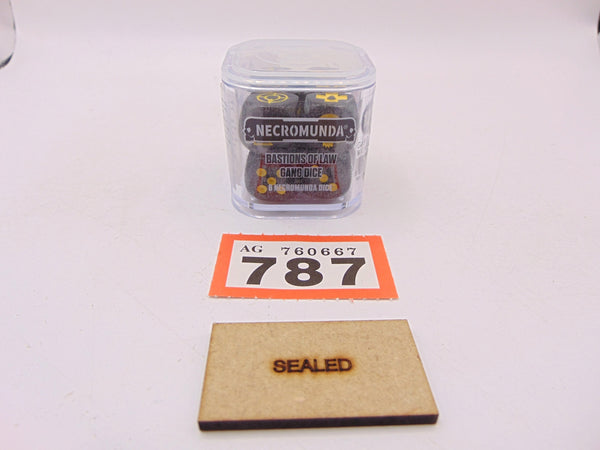 NECROMUNDA
BASTIONS OF LAW
GANG DICE
6 NECROMUNDA DICE
AG 760667
787
SEALED